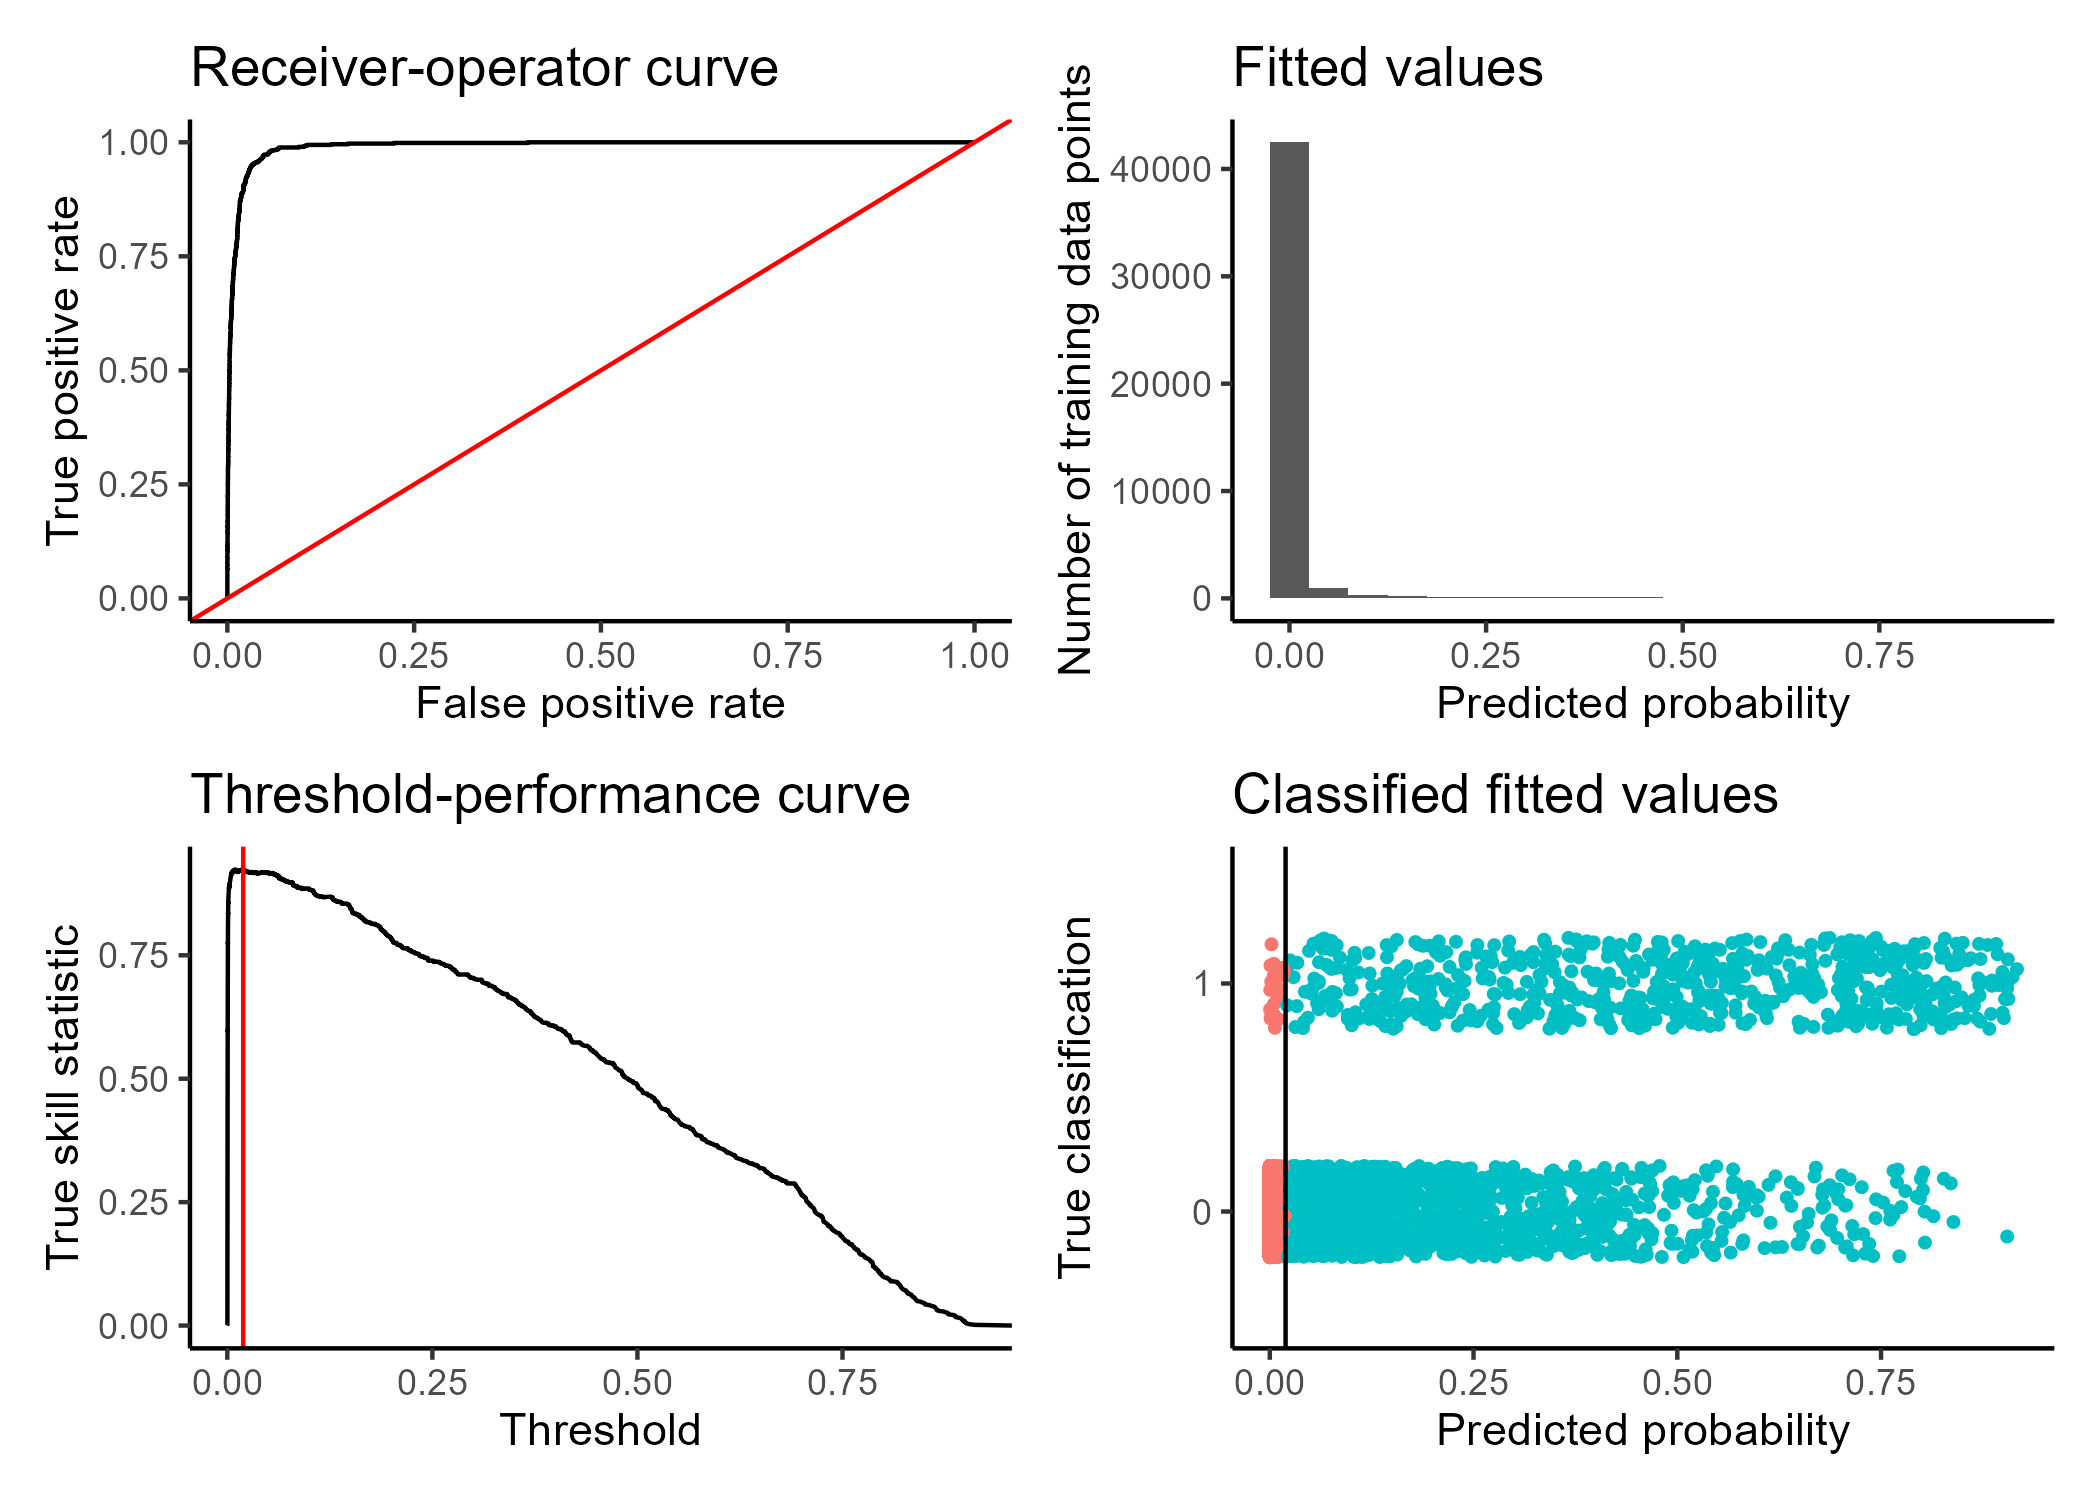 Receiver-operator curve
True positive rate
1.00
0.75
0.50
0.25
0.00
0.00 0.25 0.50 0.75 1.00
False positive rate
Fitted values
Number of training data points
40000
30000
20000
10000
0
0.00 0.25 0.50 0.75
Predicted probability
Threshold-performance curve
True skill statistic
0.75
0.50
0.25
0.00
0.00 0.25 0.50 0.75
Threshold
Classified fitted values
True classification
1
0
0.00 0.25 0.50 0.75
Predicted probability